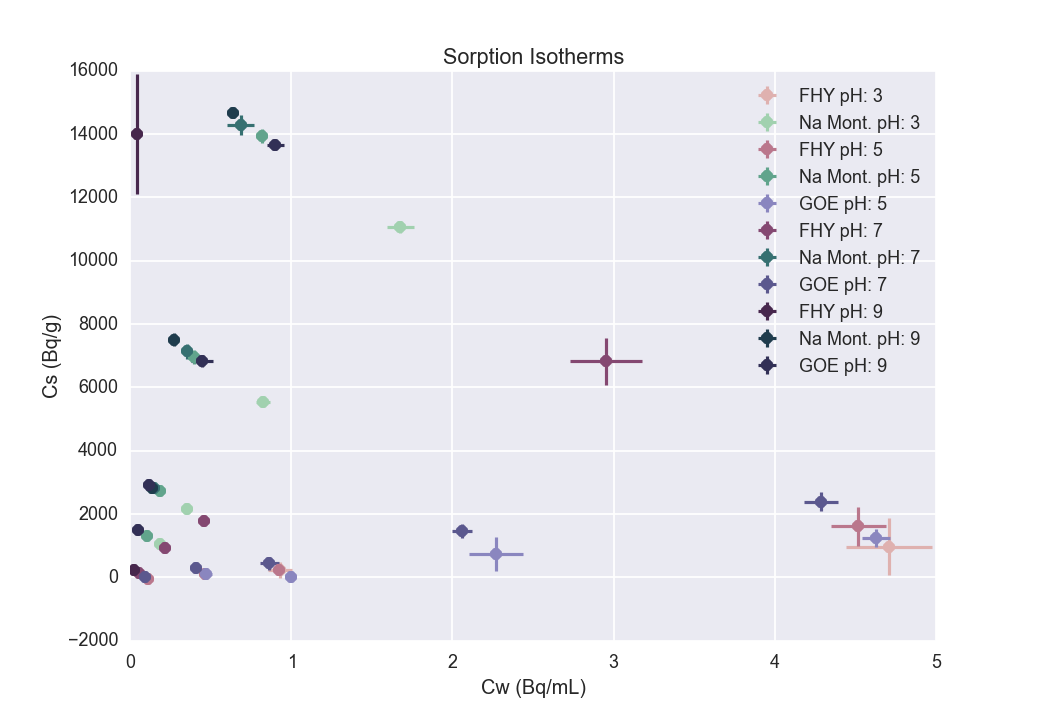 Sorption Isotherms
16000
14000
12000
10000
8000
6000
4000
2000
0
−2000
Cs (Bq/g)
0 1 2 3 4 5
Cw (Bq/mL)
FHY pH: 3
Na Mont. pH: 3
FHY pH: 5
Na Mont. pH: 5
GOE pH: 5
FHY pH: 7
Na Mont. pH: 7
GOE pH: 7
FHY pH: 9
Na Mont. pH: 9
GOE pH: 9